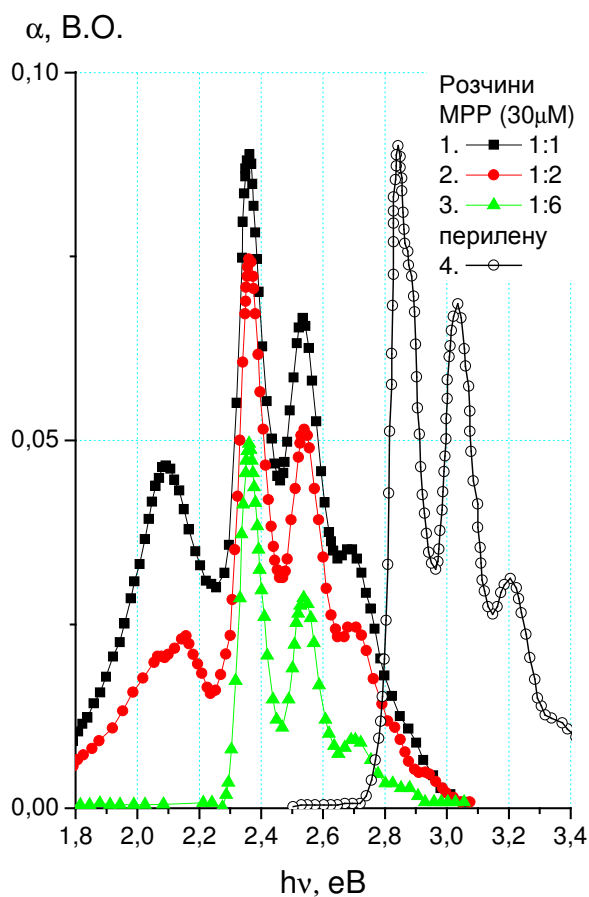 α, В.О.
0,10
Розчини
МРР (30μM)
1. 1:1
2. 1:2
3. 1:6
перилену
4.
0,05
0,00
1,8 2,0 2,2 2,4 2,6 2,8 3,0 3,2 3,4
hν, еВ